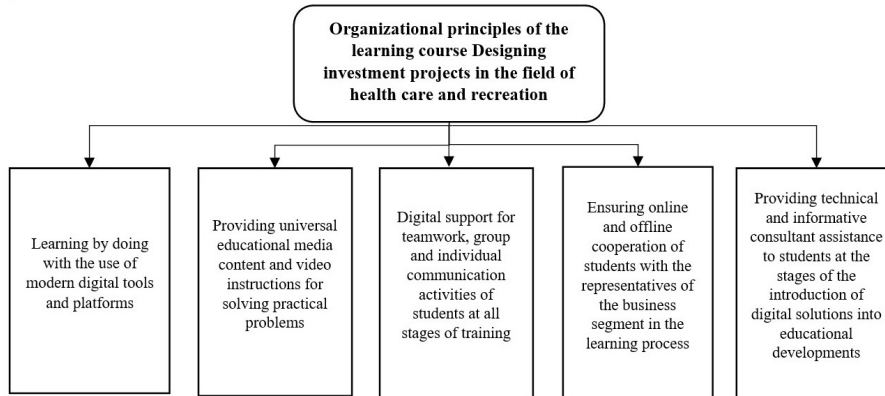 Organizational principles of the
learning course Designing
investment projects in the field of
health care and recreation
Learning by doing
with the use of
modern digital tools
and platforms
Providing universal
educational media
content and video
instructions for
solving practical
problems
Digital support for
teamwork, group
and individual
communication
activities of
students at all
stages of training
Ensuring online
and offline
cooperation of
students with the
representatives of
the business
segment in the
learning process
Providing technical
and informative
consultant assistance
to students at the
stages of the
introduction of
digital solutions into
educational
developments